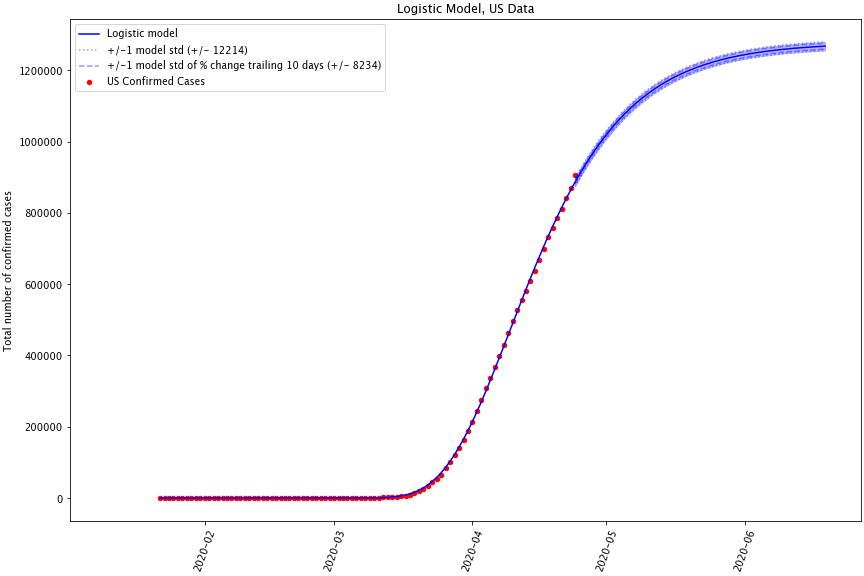 Logistic Model, US Data
Logistic model
+/-1 model std (+/- 12214)
+/-1 model std of % change trailing 10 days (+/- 8234)
US Confirmed Cases
Total number of confirmed cases
1200000
1000000
800000
600000
400000
200000
0
2020-02
2020-03
2020-04
2020-05
2020-06